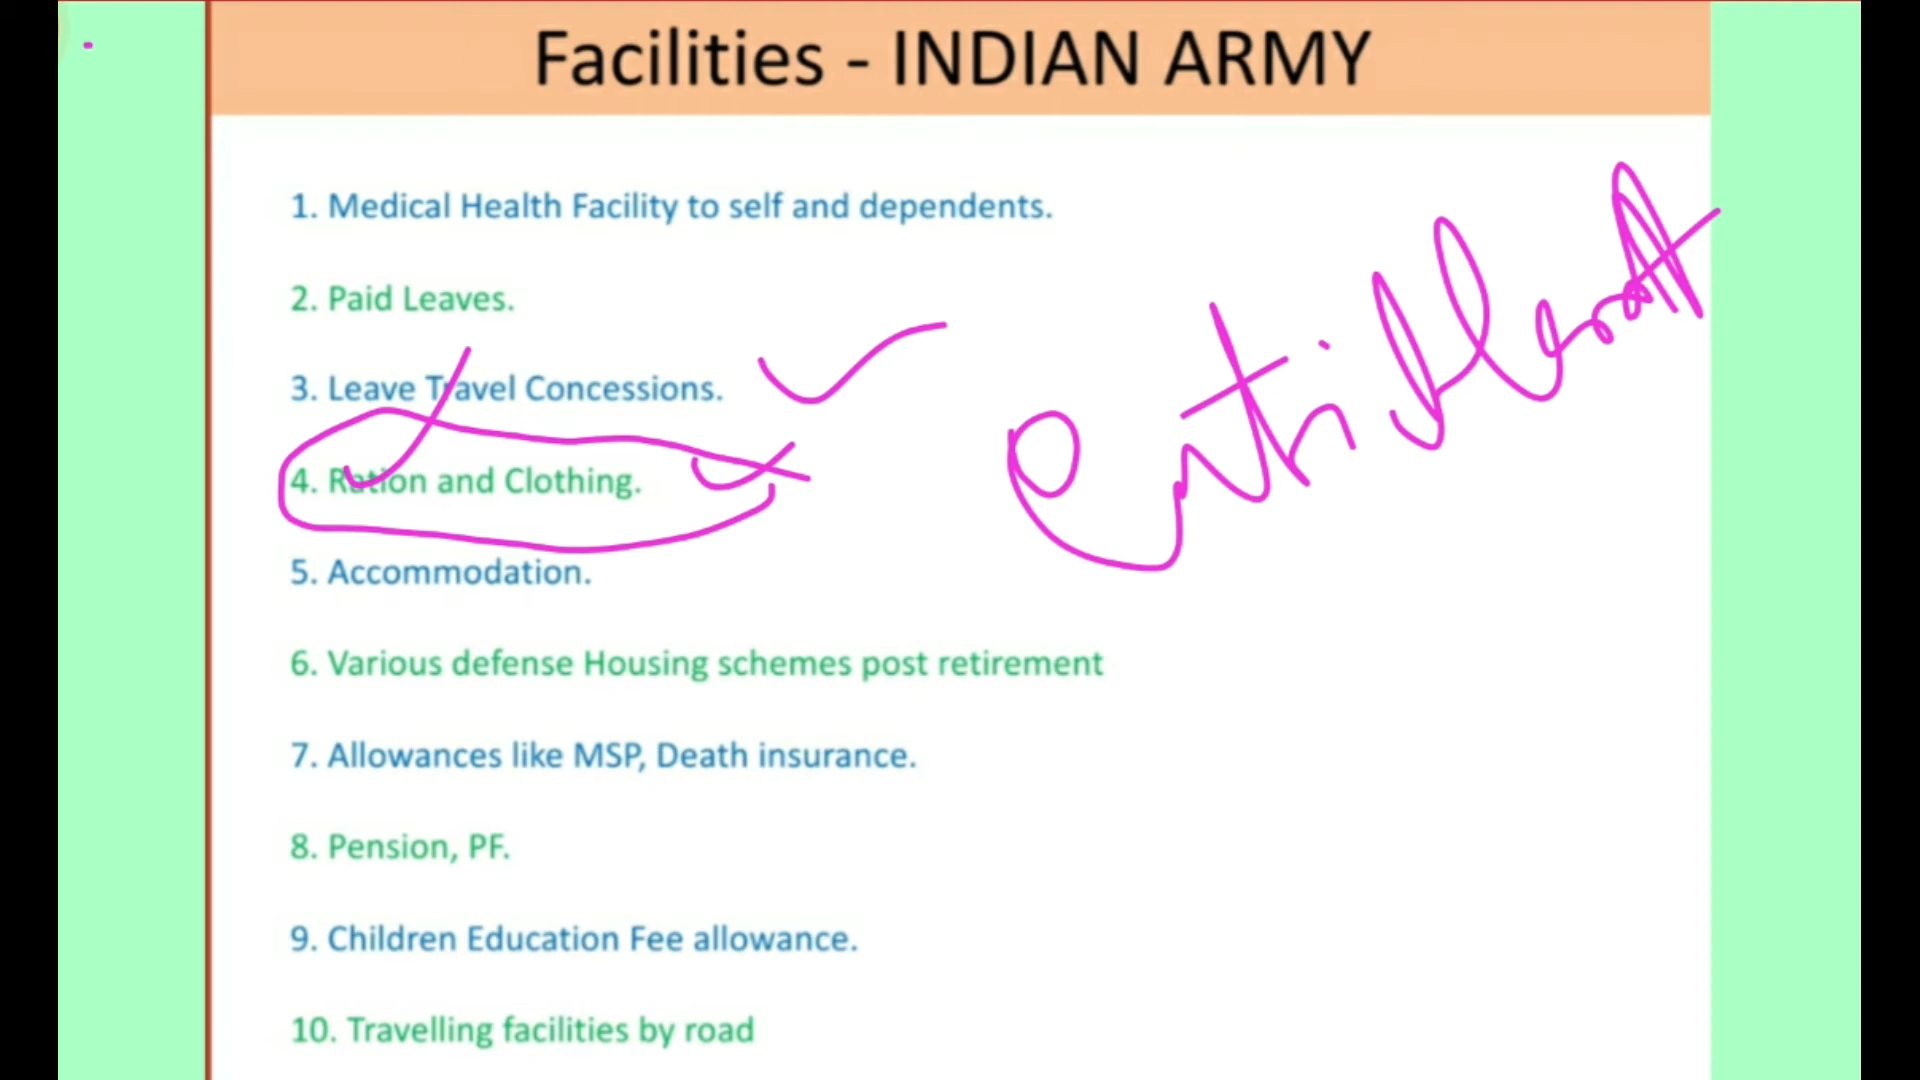 Facilities - INDIAN ARMY
1. Medical Health Facility to self and dependents.
2. Paid Leaves.
3. Leave Travel Concessions.
4. Ration and Clothing.
5. Accommodation.
6. Various defense Housing schemes post retirement
7. Allowances like MSP, Death insurance.
8. Pension, PF.
9. Children Education Fee allowance.
10. Travelling facilities by road